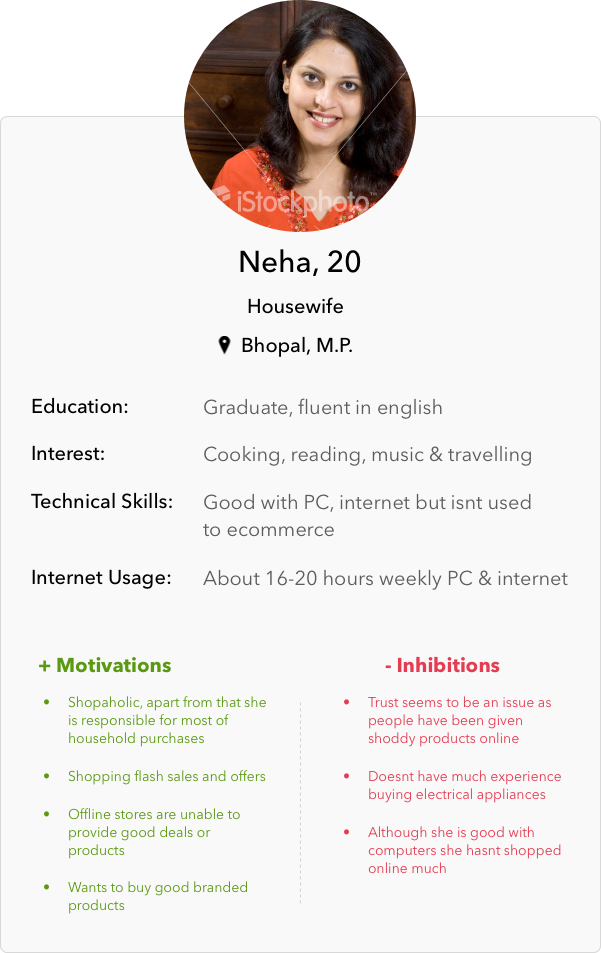 iStockphoto™
Neha, 20
Housewife
Bhopal, M.P.
Education: Graduate, fluent in english
Interest: Cooking, reading, music & travelling
Technical Skills: Good with PC, internet but isnt used
to ecommerce
Internet Usage: About 16-20 hours weekly PC & internet
+ Motivations
• Shopaholic, apart from that she
is responsible for most of
household purchases
• Shopping flash sales and offers
• Offline stores are unable to
provide good deals or
products
• Wants to buy good branded
products
- Inhibitions
• Trust seems to be an issue as
people have been given
shoddy products online
• Doesnt have much experience
buying electrical appliances
• Although she is good with
computers she hasnt shopped
online much